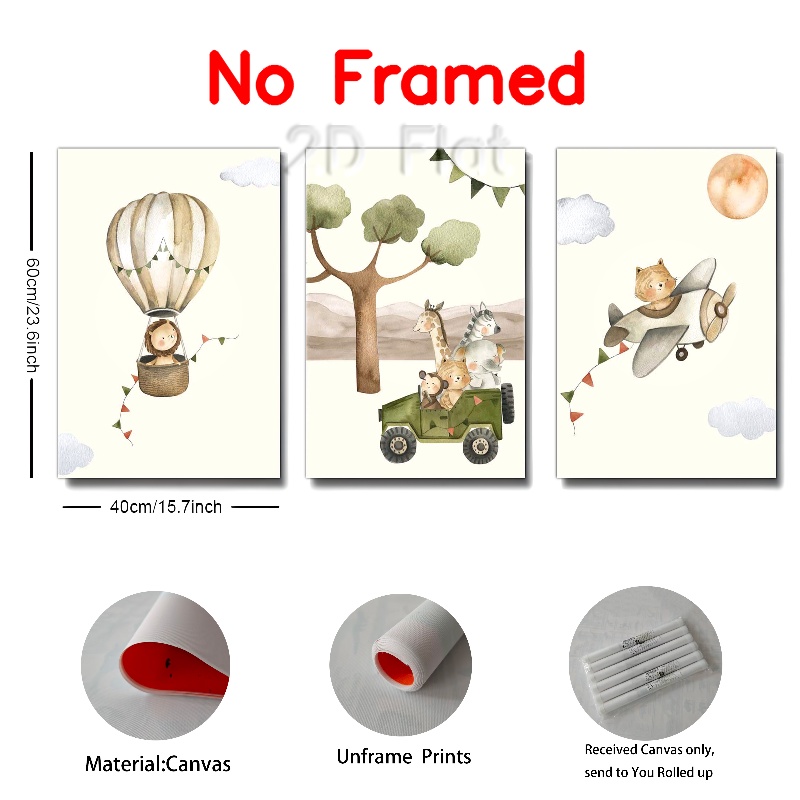 No Framed
2D Flat
60cm/23.6inch
40cm/15.7inch
Material:Canvas
Unframe Prints
Received Canvas only,
send to You Rolled up